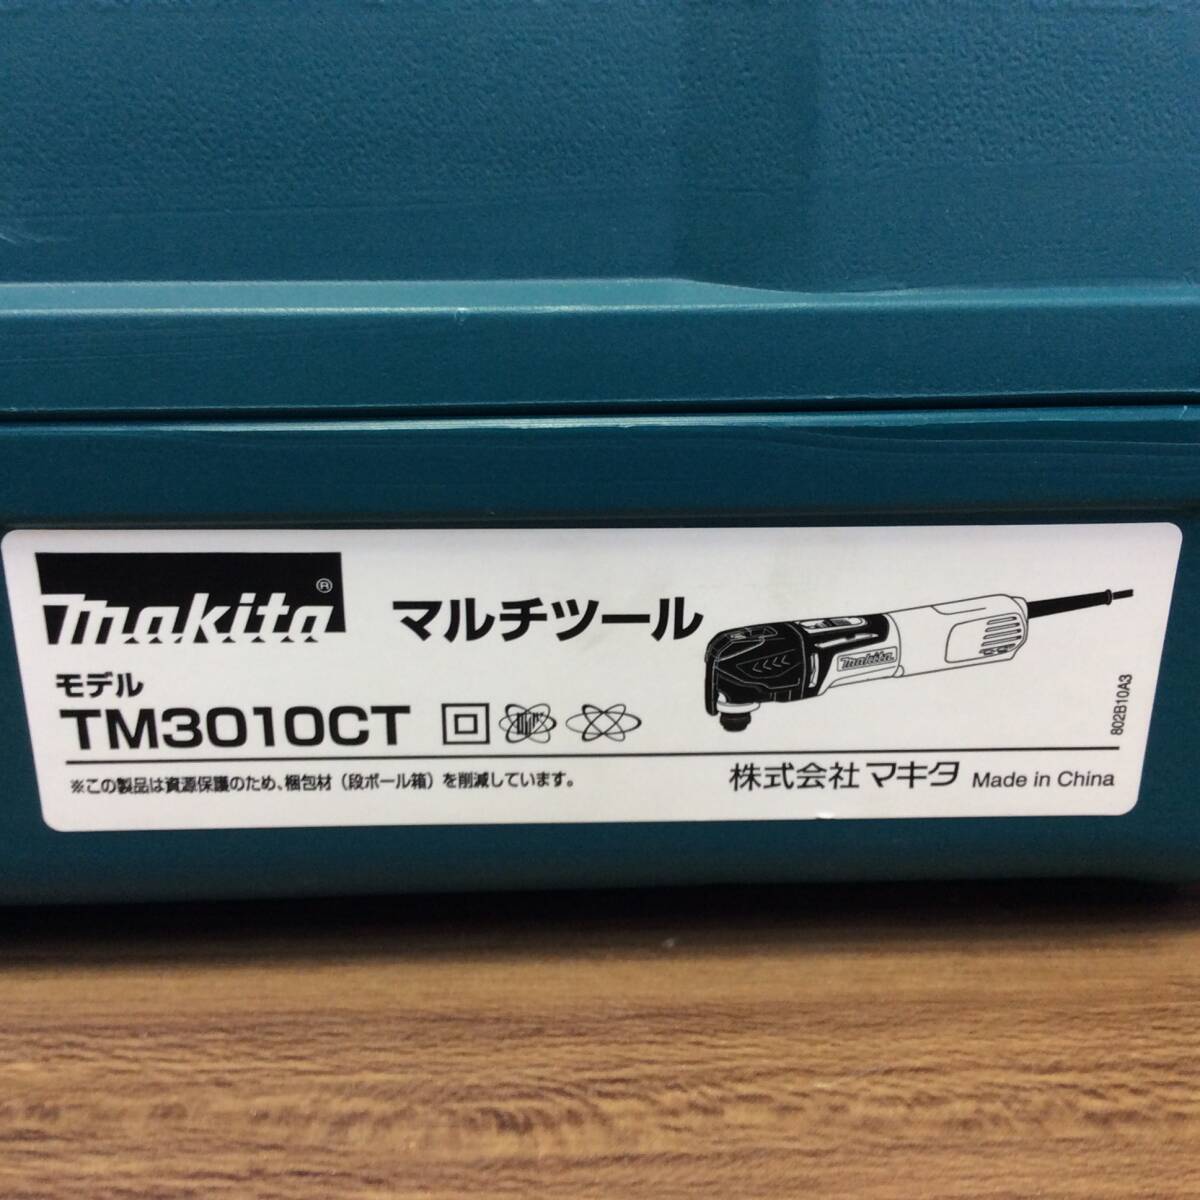 makita®
マルチツール
モデル
TM3010CT
makita
802B10A3
※この製品は資源保護のため、梱包材（段ボール箱）を削減しています。
株式会社マキタ Made in China